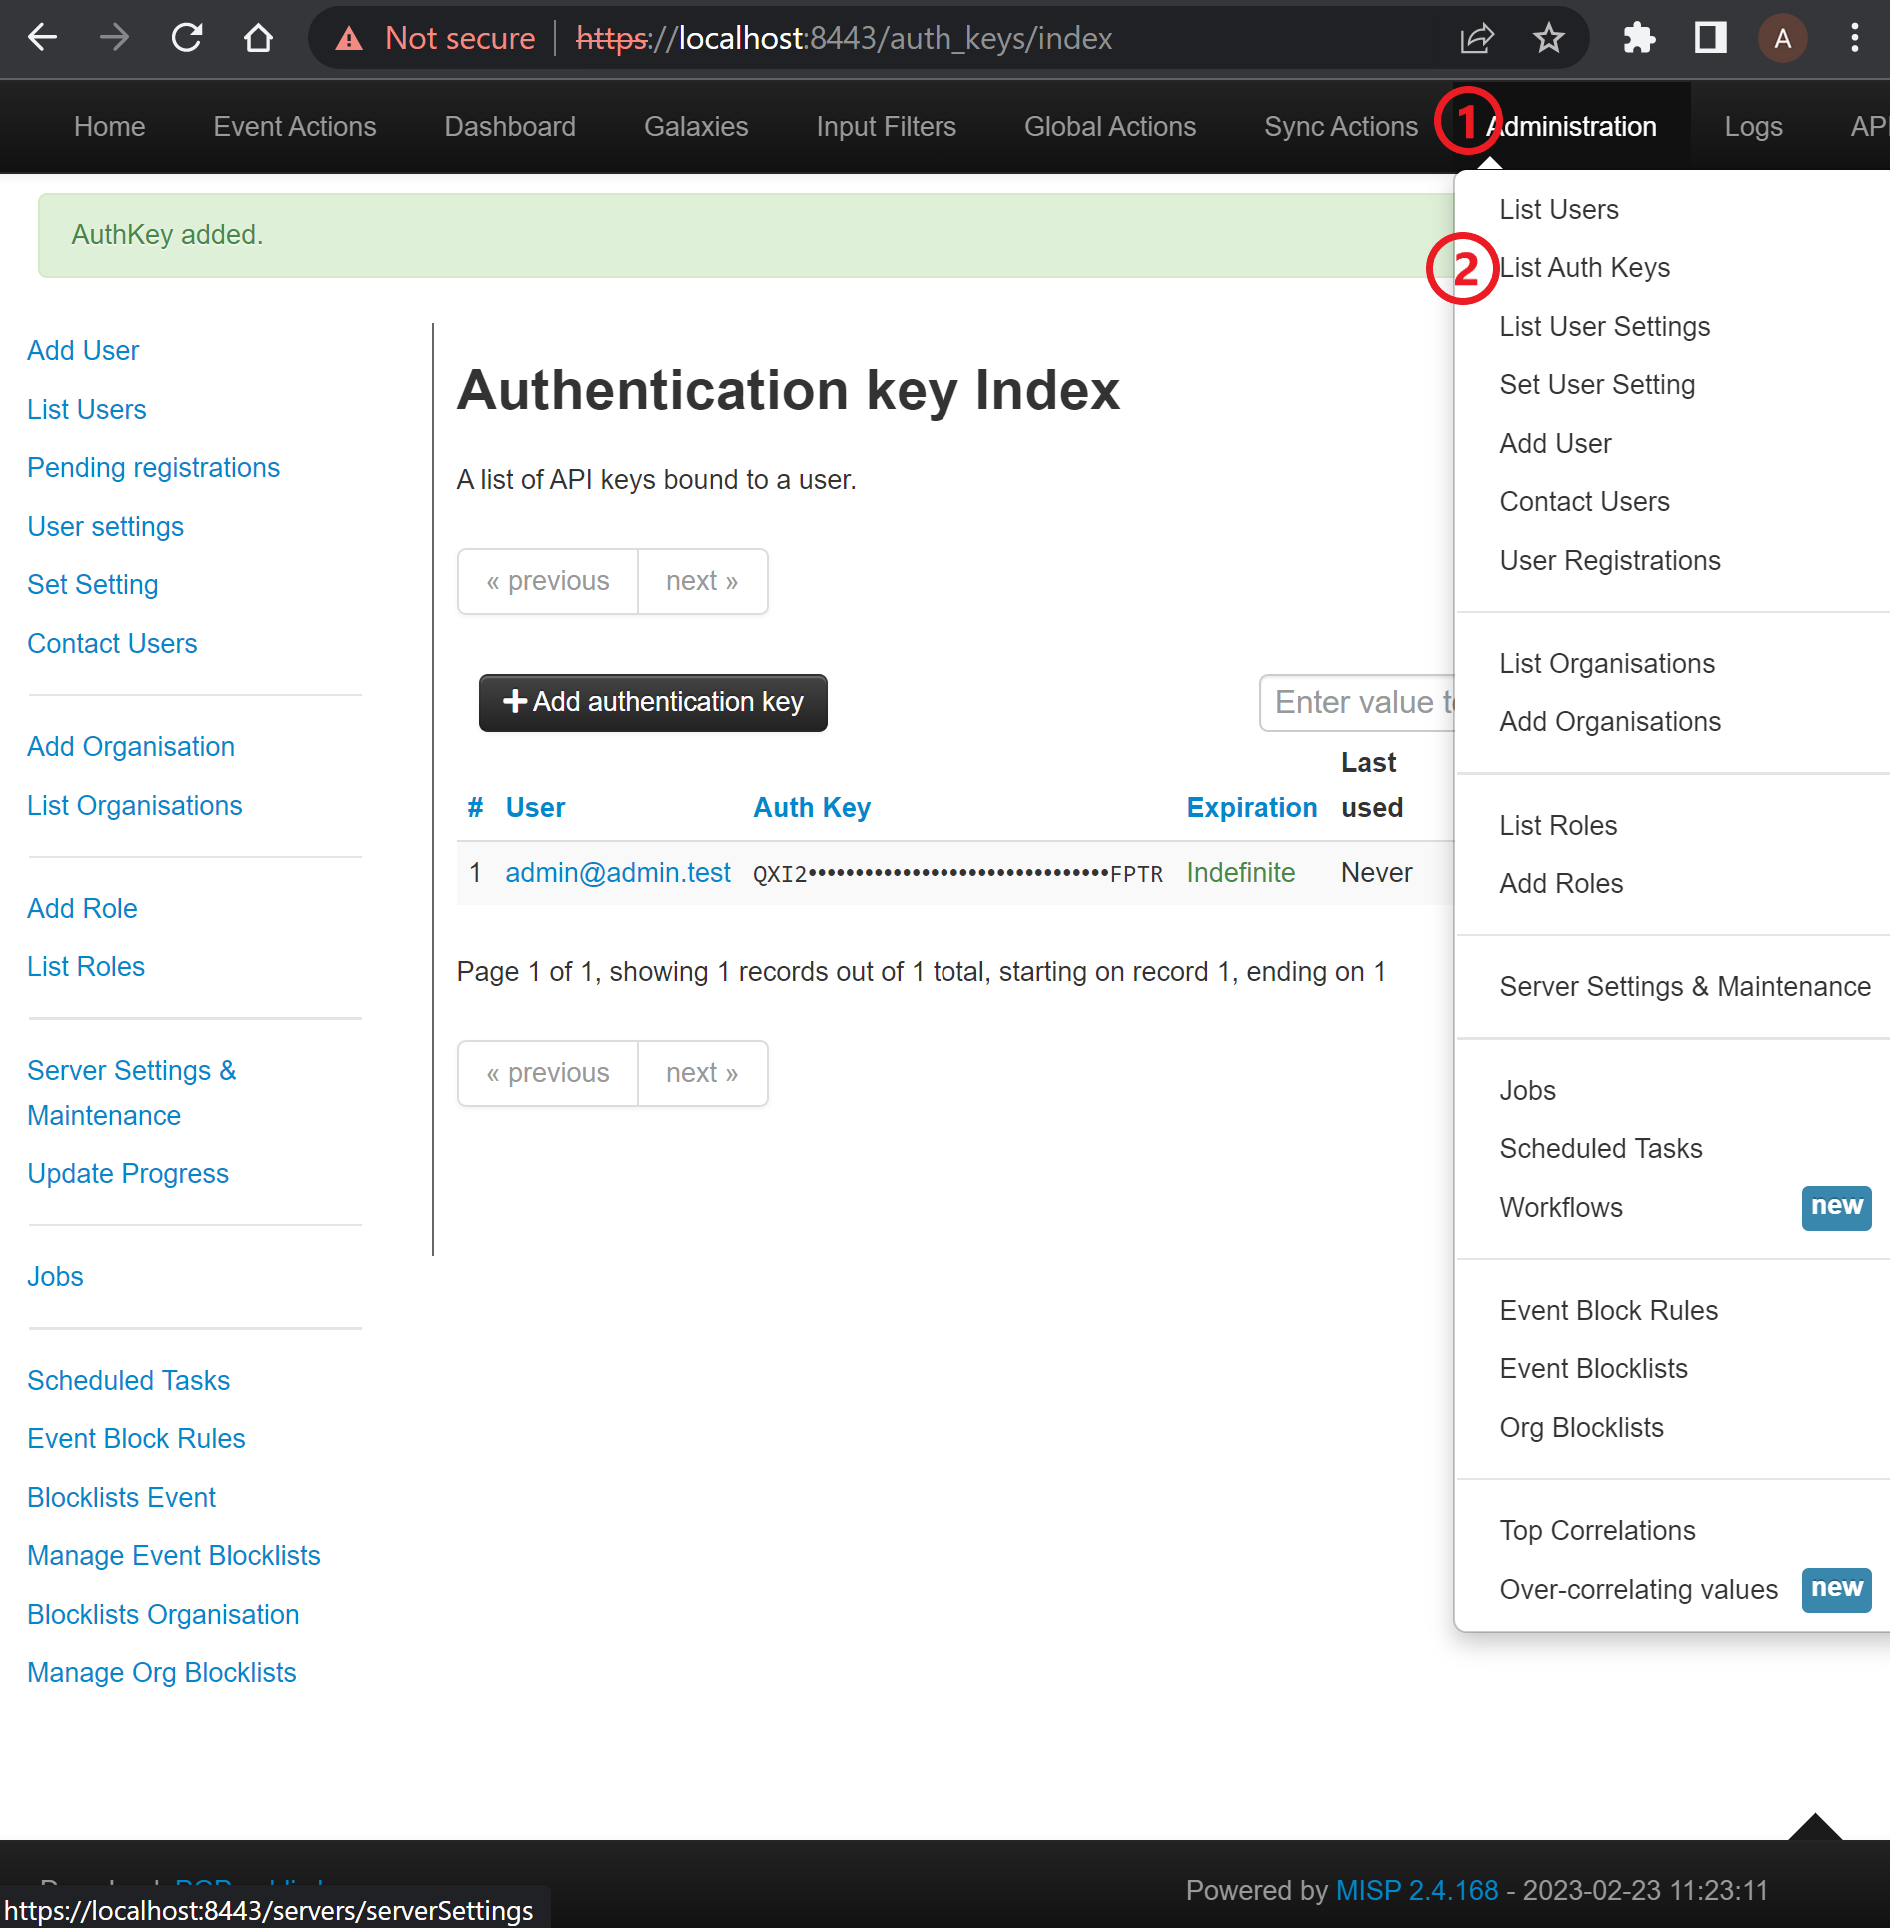 Not secure | https://localhost:8443/auth_keys/index A
Home Event Actions Dashboard Galaxies Input Filters Global Actions Sync Actions 1 Administration Logs API
AuthKey added.
Add User
List Users
Pending registrations
User settings
Set Setting
Contact Users
Add Organisation
List Organisations
Add Role
List Roles
Server Settings &
Maintenance
Update Progress
Jobs
Scheduled Tasks
Event Block Rules
Blocklists Event
Manage Event Blocklists
Blocklists Organisation
Manage Org Blocklists
Authentication key Index
A list of API keys bound to a user.
« previous next »
+ Add authentication key
Enter value
# User Auth Key Expiration Last used
1 admin@admin.test QXI2••••••••••••••••••••••••••••••••FPTR Indefinite Never
Page 1 of 1, showing 1 records out of 1 total, starting on record 1, ending on 1
« previous next »
List Users
2 List Auth Keys
List User Settings
Set User Setting
Add User
Contact Users
User Registrations
List Organisations
Add Organisations
List Roles
Add Roles
Server Settings & Maintenance
Jobs
Scheduled Tasks
Workflows new
Event Block Rules
Event Blocklists
Org Blocklists
Top Correlations
Over-correlating values new
Powered by MISP 2.4.168 - 2023-02-23 11:23:11
https://localhost:8443/servers/serverSettings